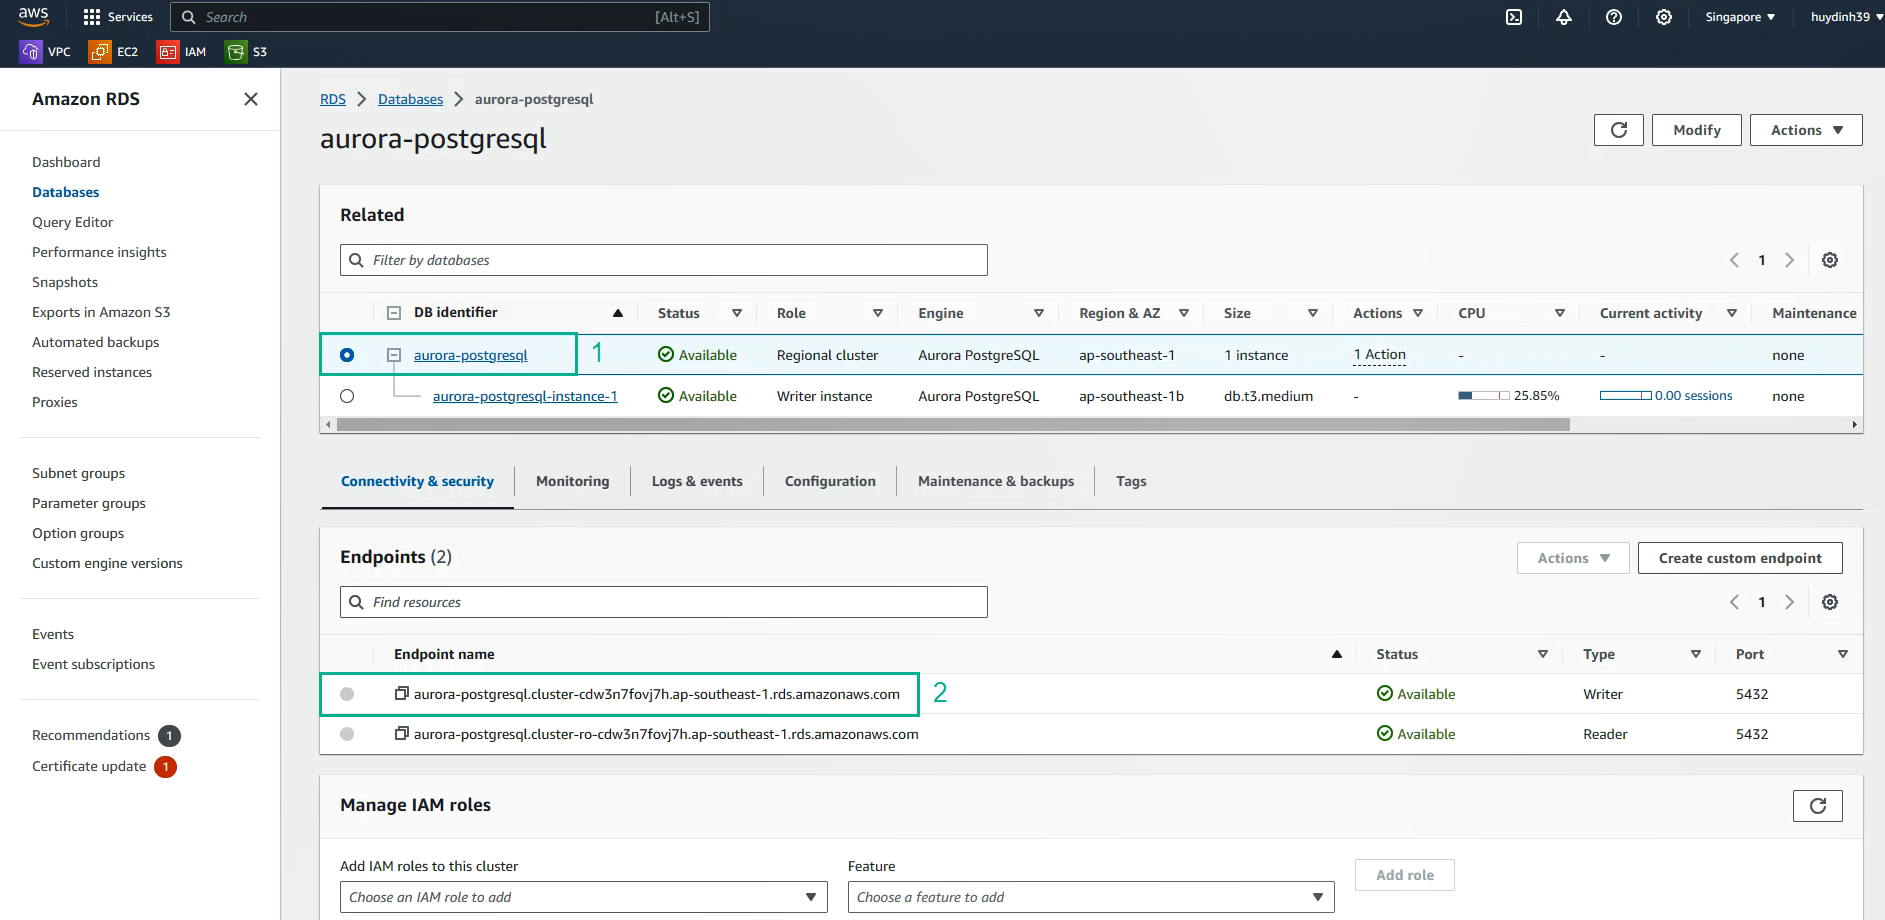 aws Services Search [Alt+S] Singapore huydinh39
VPC EC2 IAM S3
Amazon RDS
Dashboard
Databases
Query Editor
Performance insights
Snapshots
Exports in Amazon S3
Automated backups
Reserved instances
Proxies
Subnet groups
Parameter groups
Option groups
Custom engine versions
Events
Event subscriptions
Recommendations 1
Certificate update 1
RDS Databases aurora-postgresql
aurora-postgresql
Modify Actions
Related
Filter by databases 1
DB identifier Status Role Engine Region & AZ Size Actions CPU Current activity Maintenance
aurora-postgresql 1 Available Regional cluster Aurora PostgreSQL ap-southeast-1 1 instance 1 Action - - none
aurora-postgresql-instance-1 Available Writer instance Aurora PostgreSQL ap-southeast-1b db.t3.medium - 25.85% 0.00 sessions none
Connectivity & security Monitoring Logs & events Configuration Maintenance & backups Tags
Endpoints (2) Actions Create custom endpoint
Find resources 1
Endpoint name Status Type Port
aurora-postgresql.cluster-cdw3n7fovj7h.ap-southeast-1.rds.amazonaws.com 2 Available Writer 5432
aurora-postgresql.cluster-ro-cdw3n7fovj7h.ap-southeast-1.rds.amazonaws.com Available Reader 5432
Manage IAM roles
Add IAM roles to this cluster Feature
Choose an IAM role to add Choose a feature to add Add role